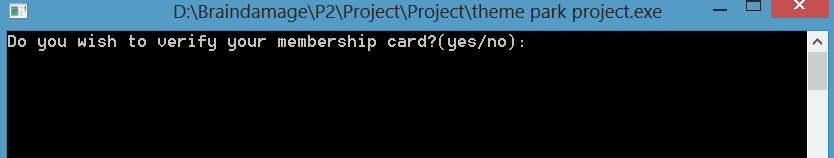 D:\Braindamage\P2\Project\Project\theme park project.exe
Do you wish to verify your membership card?(yes/no):